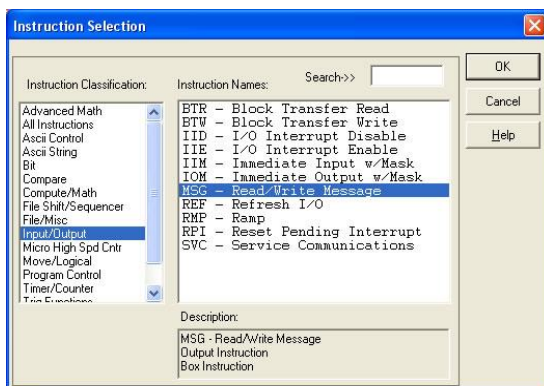 Instruction Selection
Instruction Classification:
Advanced Math
All Instructions
Ascii Control
Ascii String
Bit
Compare
Compute/Math
File Shift/Sequencer
File/Misc
Input/Output
Micro High Spd Cntr
Move/Logical
Program Control
Timer/Counter
Trig Functions
Instruction Names:
Search->>
BTR - Block Transfer Read
BTW - Block Transfer Write
IID - I/O Interrupt Disable
IIE - I/O Interrupt Enable
IIM - Immediate Input w/Mask
IOM - Immediate Output w/Mask
MSG - Read/Write Message
REF - Refresh I/O
RMP - Ramp
RPI - Reset Pending Interrupt
SVC - Service Communications
Description:
MSG - Read/Write Message
Output Instruction
Box Instruction
OK
Cancel
Help